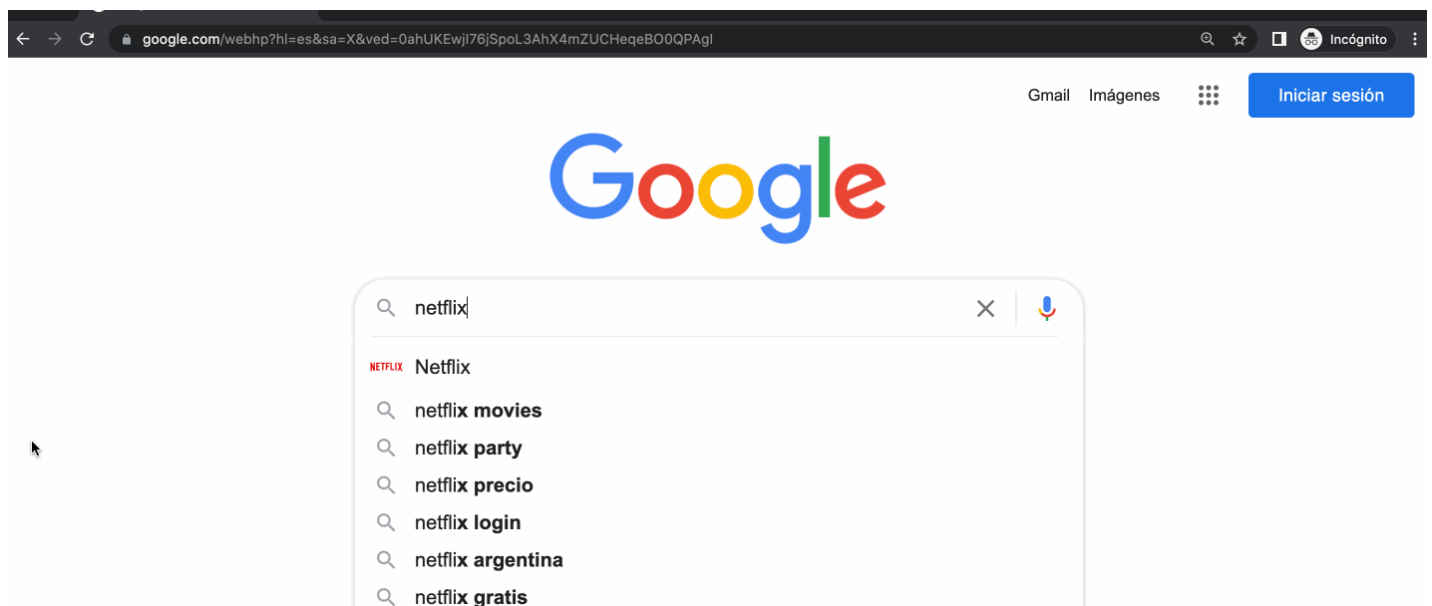 google.com/webhp?hl=es&sa=X&ved=0ahUKEwjl76jSpoL3AhX4mZUCHeqeBO0QPAgI
Incógnito
Gmail Imágenes Iniciar sesión
Google
netflix
NETFLIX Netflix
netflix movies
netflix party
netflix precio
netflix login
netflix argentina
netflix gratis